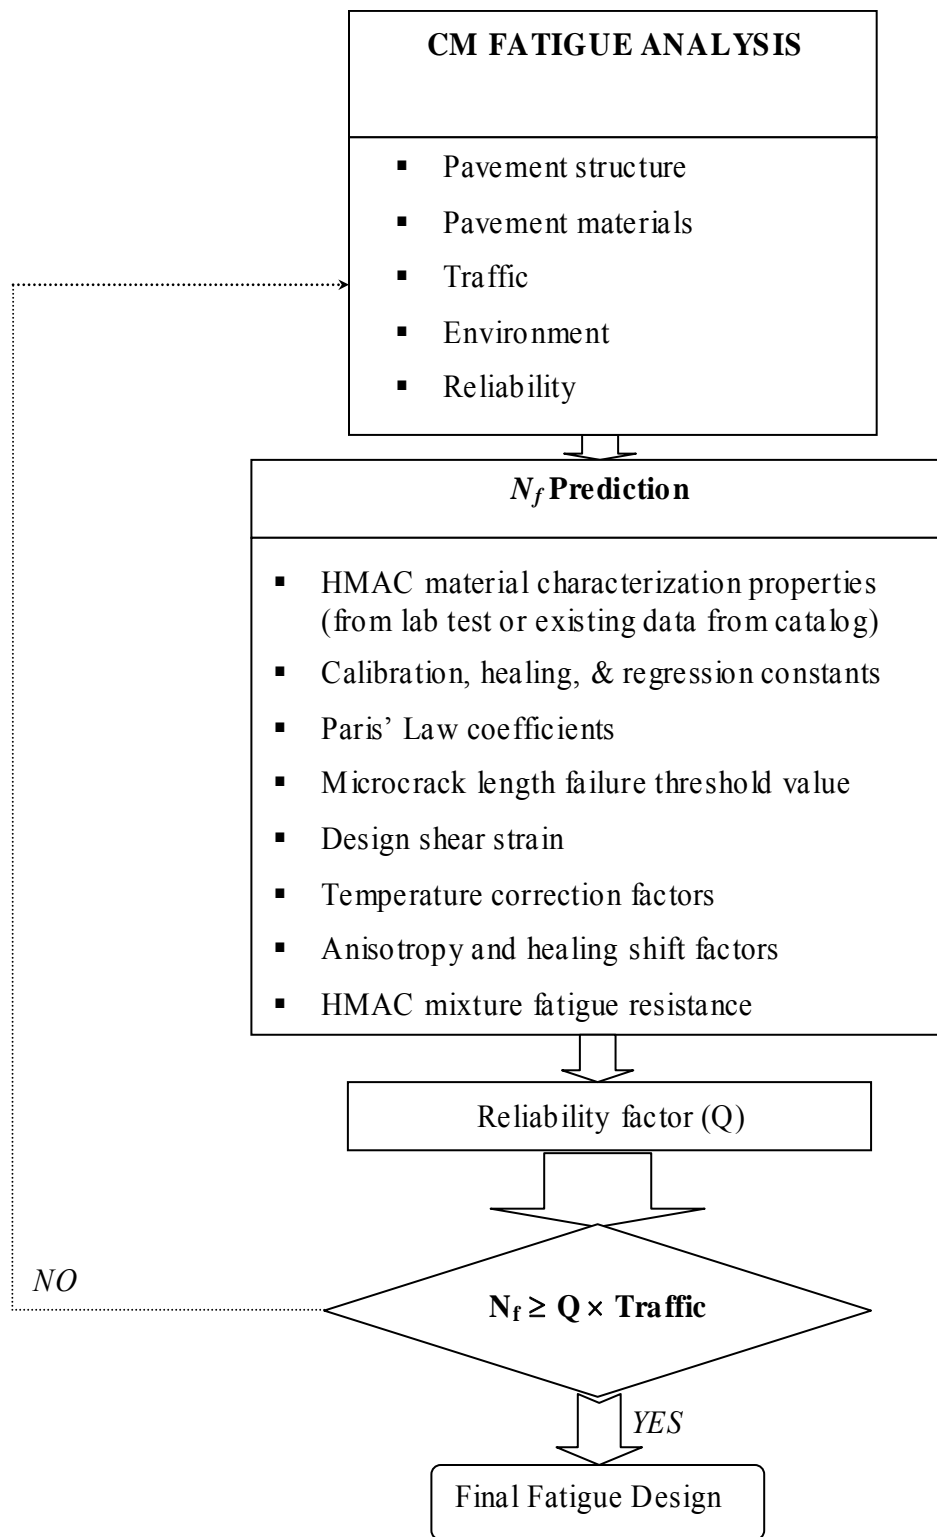 CM FATIGUE ANALYSIS
▪ Pavement structure
▪ Pavement materials
▪ Traffic
▪ Environment
▪ Reliability
N_f Prediction
▪ HMAC material characterization properties
(from lab test or existing data from catalog)
▪ Calibration, healing, & regression constants
▪ Paris’ Law coefficients
▪ Microcrack length failure threshold value
▪ Design shear strain
▪ Temperature correction factors
▪ Anisotropy and healing shift factors
▪ HMAC mixture fatigue resistance
Reliability factor (Q)
NO
N_f ≥ Q × Traffic
YES
Final Fatigue Design